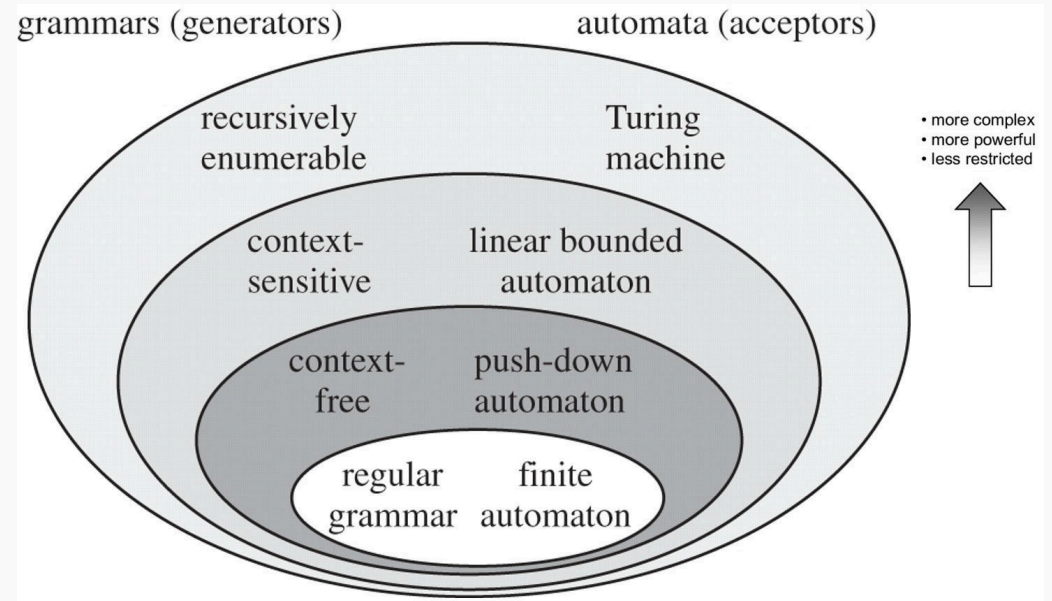 grammars (generators)
automata (acceptors)
recursively
enumerable
Turing
machine
• more complex
• more powerful
• less restricted
context-
sensitive
linear bounded
automaton
context-
free
push-down
automaton
regular
grammar
finite
automaton